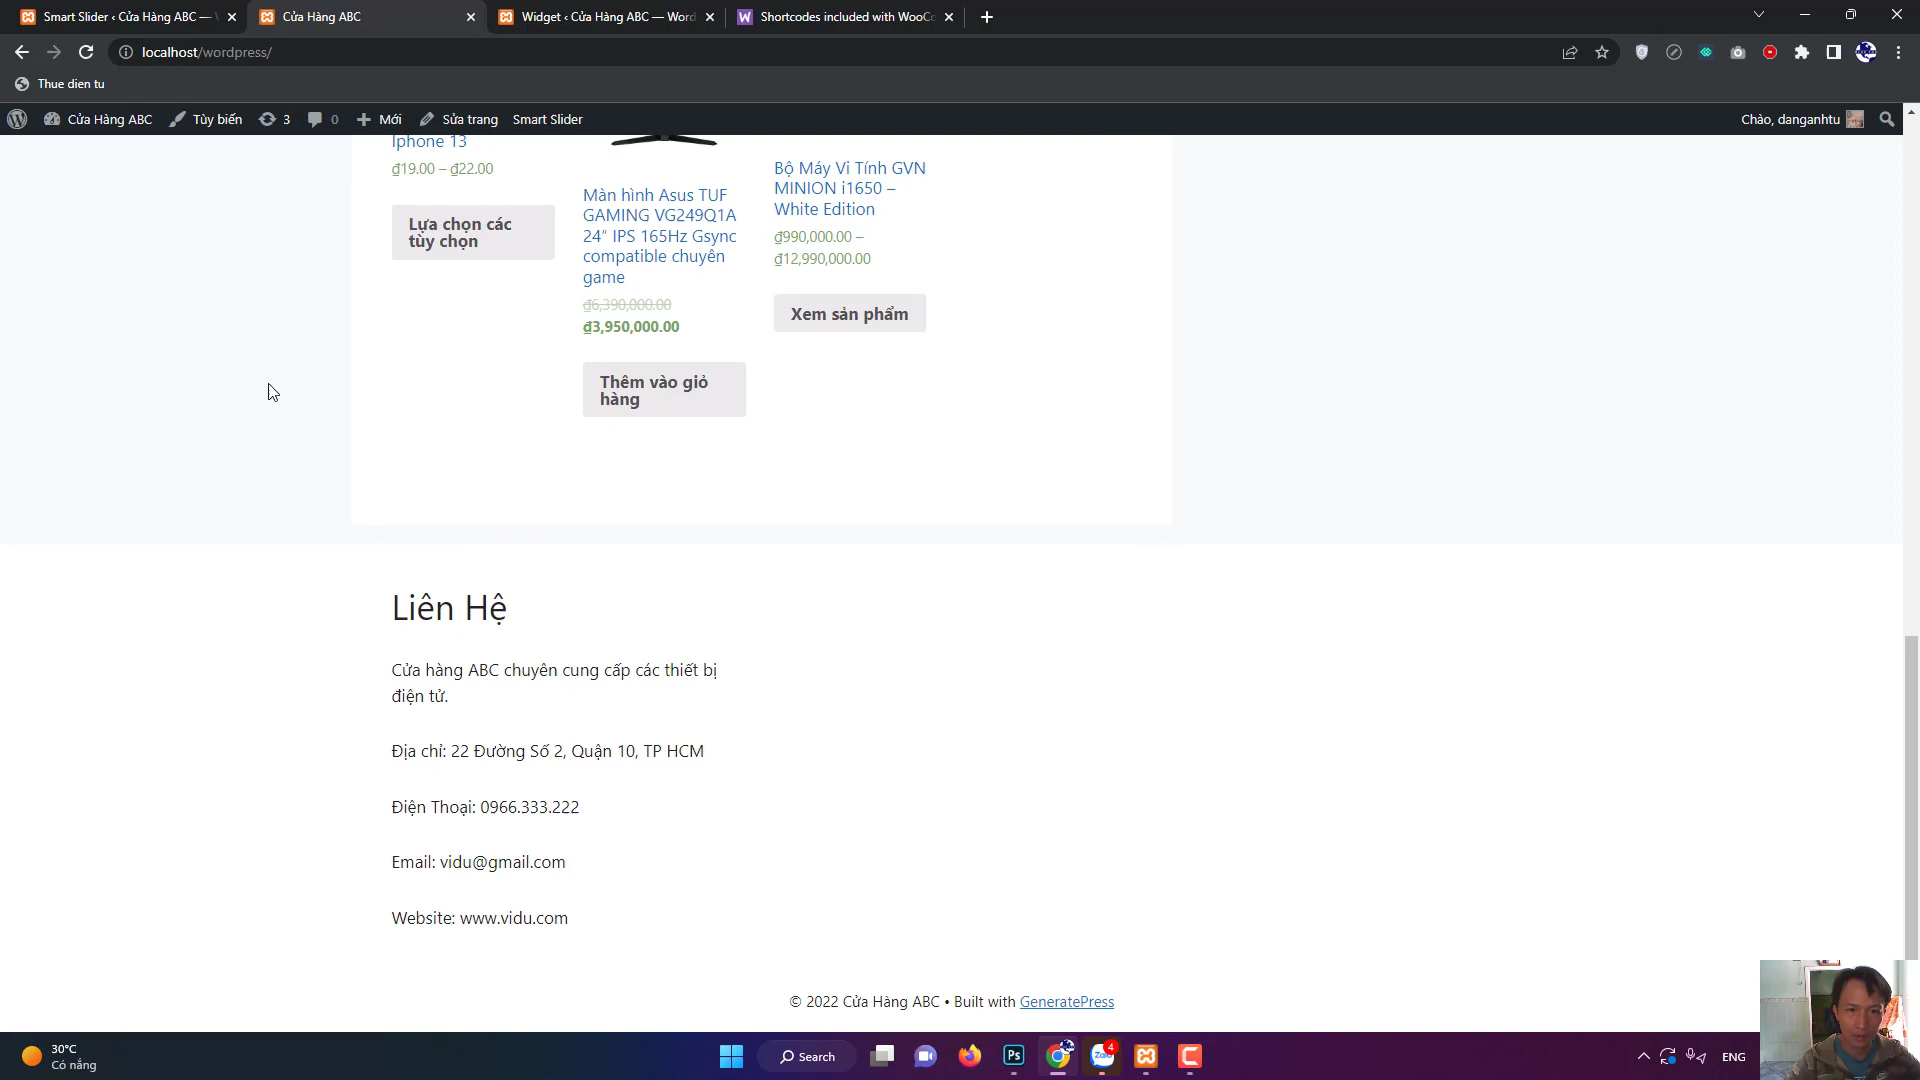 Smart Slider ‹ Cửa Hàng ABC —
Cửa Hàng ABC
Widget ‹ Cửa Hàng ABC — Word
Shortcodes included with WooCo
localhost/wordpress/
Thue dien tu
Cửa Hàng ABC
Tùy biến
3
0
Mới
Sửa trang
Smart Slider
Chào, danganhtu
Iphone 13
₫19.00 – ₫22.00
Lựa chọn các
tùy chọn
Màn hình Asus TUF
GAMING VG249Q1A
24” IPS 165Hz Gsync
compatible chuyên
game
₫6,390,000.00
₫3,950,000.00
Thêm vào giỏ
hàng
Bộ Máy Vi Tính GVN
MINION i1650 –
White Edition
₫990,000.00 –
₫12,990,000.00
Xem sản phẩm
Liên Hệ
Cửa hàng ABC chuyên cung cấp các thiết bị
điện tử.
Địa chỉ: 22 Đường Số 2, Quận 10, TP HCM
Điện Thoại: 0966.333.222
Email: vidu@gmail.com
Website: www.vidu.com
© 2022 Cửa Hàng ABC • Built with GeneratePress
30°C
Có nắng
Search
Ps
Zalo
4
ENG